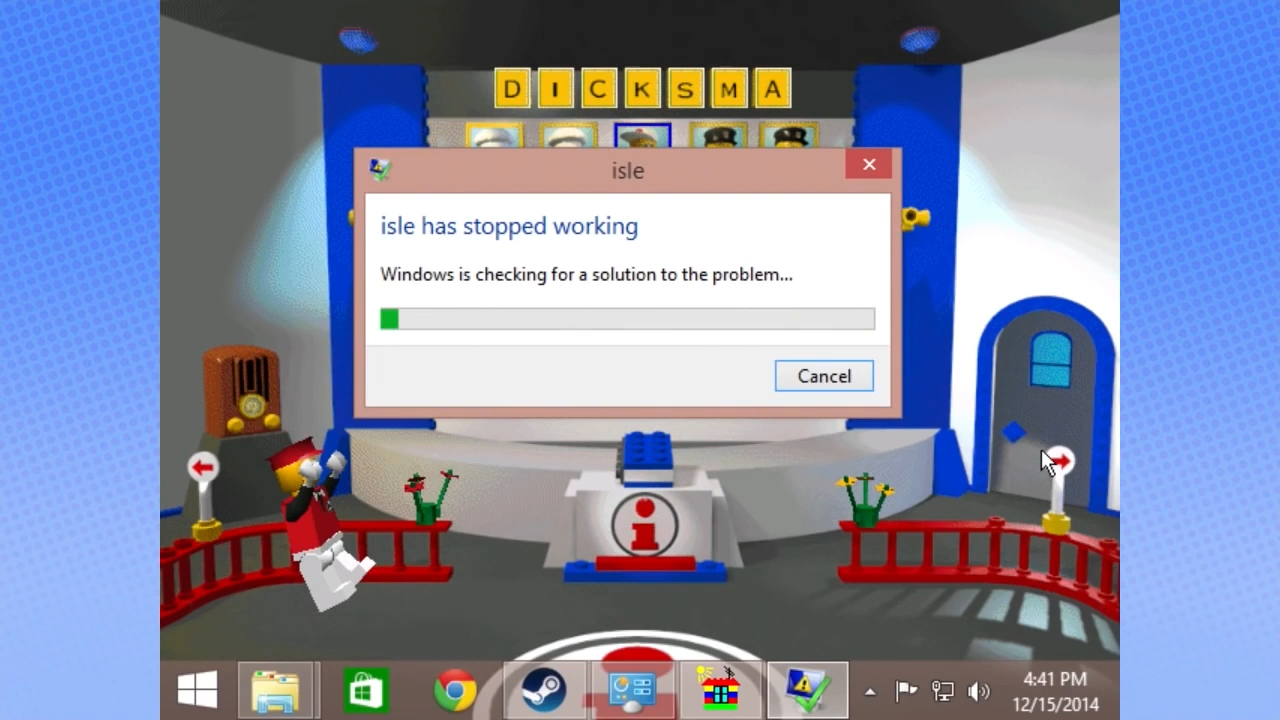 DICKSMA
isle
isle has stopped working
Windows is checking for a solution to the problem...
Cancel
4:41 PM
12/15/2014